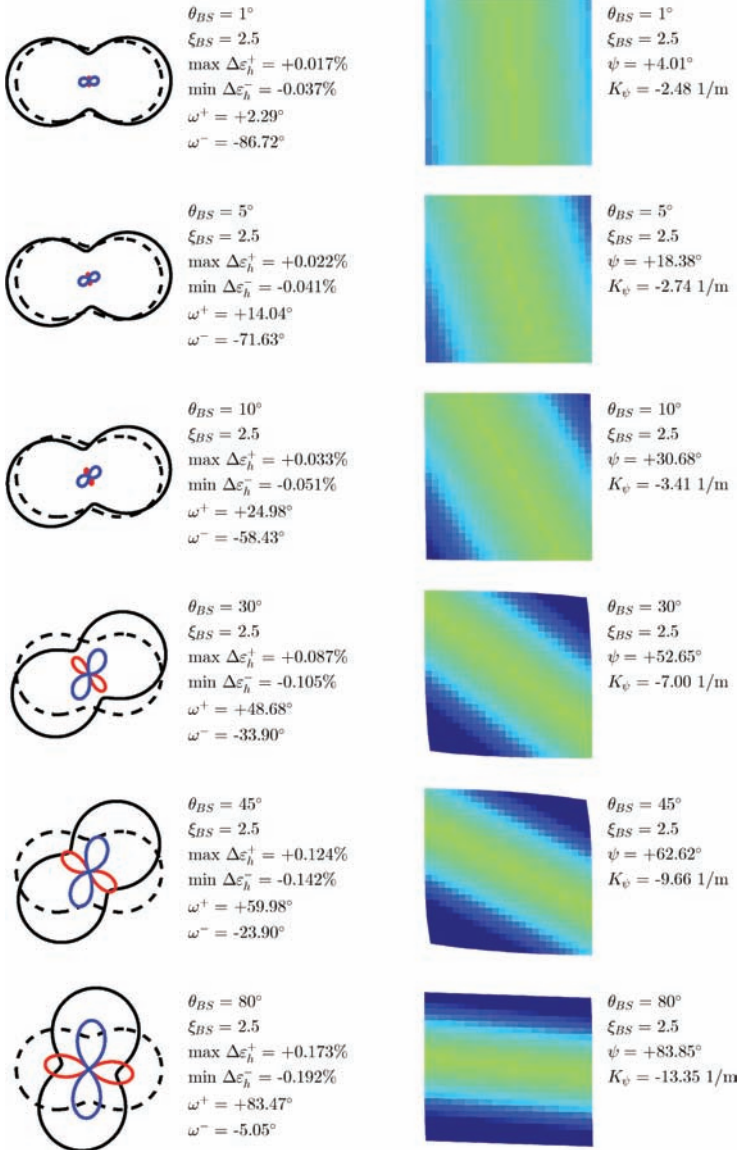 θ_BS = 1°
ξ_BS = 2.5
max Δε_h^+ = +0.017%
min Δε_h^- = -0.037%
ω^+ = +2.29°
ω^- = -86.72°
θ_BS = 1°
ξ_BS = 2.5
ψ = +4.01°
K_ψ = -2.48 1/m
θ_BS = 5°
ξ_BS = 2.5
max Δε_h^+ = +0.022%
min Δε_h^- = -0.041%
ω^+ = +14.04°
ω^- = -71.63°
θ_BS = 5°
ξ_BS = 2.5
ψ = +18.38°
K_ψ = -2.74 1/m
θ_BS = 10°
ξ_BS = 2.5
max Δε_h^+ = +0.033%
min Δε_h^- = -0.051%
ω^+ = +24.98°
ω^- = -58.43°
θ_BS = 10°
ξ_BS = 2.5
ψ = +30.68°
K_ψ = -3.41 1/m
θ_BS = 30°
ξ_BS = 2.5
max Δε_h^+ = +0.087%
min Δε_h^- = -0.105%
ω^+ = +48.68°
ω^- = -33.90°
θ_BS = 30°
ξ_BS = 2.5
ψ = +52.65°
K_ψ = -7.00 1/m
θ_BS = 45°
ξ_BS = 2.5
max Δε_h^+ = +0.124%
min Δε_h^- = -0.142%
ω^+ = +59.98°
ω^- = -23.90°
θ_BS = 45°
ξ_BS = 2.5
ψ = +62.62°
K_ψ = -9.66 1/m
θ_BS = 80°
ξ_BS = 2.5
max Δε_h^+ = +0.173%
min Δε_h^- = -0.192%
ω^+ = +83.47°
ω^- = -5.05°
θ_BS = 80°
ξ_BS = 2.5
ψ = +83.85°
K_ψ = -13.35 1/m